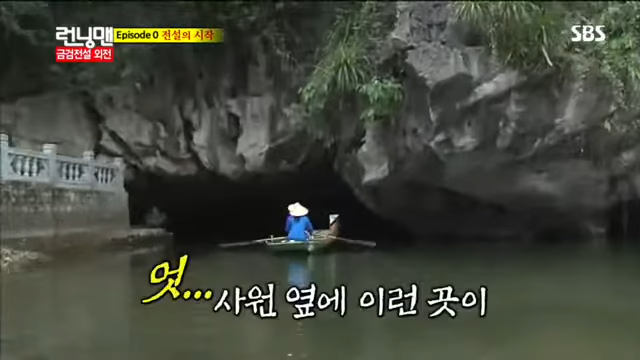 런닝맨
금검전설 외전
Episode 0 전설의 시작
SBS
멋... 사원 옆에 이런 곳이